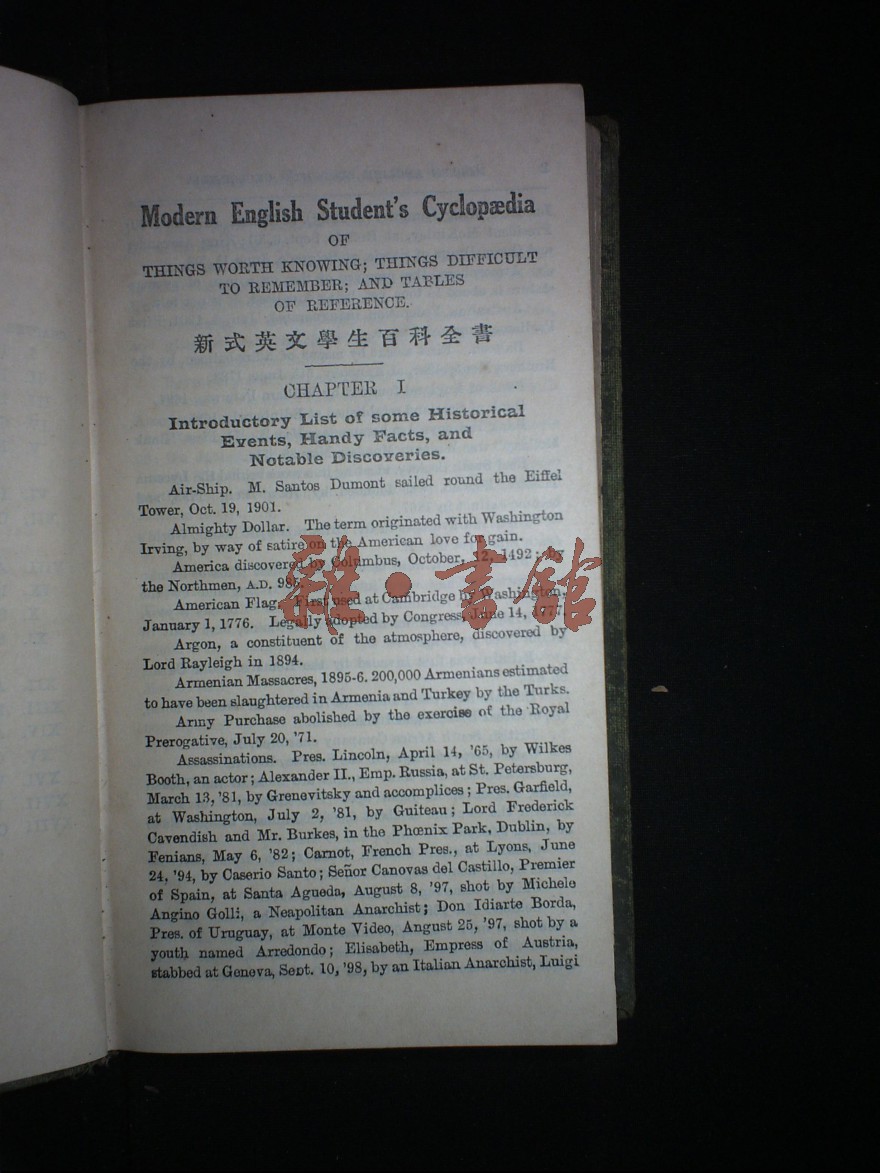 Modern English Student's Cyclopædia
OF
THINGS WORTH KNOWING; THINGS DIFFICULT
TO REMEMBER; AND TABLES
OF REFERENCE.
新式英文學生百科全書
CHAPTER I
Introductory List of some Historical
Events, Handy Facts, and
Notable Discoveries.
Air-Ship. M. Santos Dumont sailed round the Eiffel
Tower, Oct. 19, 1901.
Almighty Dollar. The term originated with Washington
Irving, by way of satire on the American love for gain.
America discovered by Columbus, October, 12, 1492; by
the Northmen, A.D. 985.
American Flag. First used at Cambridge by Washington,
January 1, 1776. Legally adopted by Congress, June 14, 1777.
Argon, a constituent of the atmosphere, discovered by
Lord Rayleigh in 1894.
Armenian Massacres, 1895-6. 200,000 Armenians estimated
to have been slaughtered in Armenia and Turkey by the Turks.
Army Purchase abolished by the exercise of the Royal
Prerogative, July 20, '71.
Assassinations. Pres. Lincoln, April 14, '65, by Wilkes
Booth, an actor; Alexander II., Emp. Russia, at St. Petersburg,
March 13, '81, by Grenevitsky and accomplices; Pres. Garfield,
at Washington, July 2, '81, by Guiteau; Lord Frederick
Cavendish and Mr. Burkes, in the Phœnix Park, Dublin, by
Fenians, May 6, '82; Carnot, French Pres., at Lyons, June
24, '94, by Caserio Santo; Señor Canovas del Castillo, Premier
of Spain, at Santa Agueda, August 8, '97, shot by Michele
Angino Golli, a Neapolitan Anarchist; Don Idiarte Borda,
Pres. of Uruguay, at Monte Video, Angust 25, '97, shot by a
youth named Arredondo; Elisabeth, Empress of Austria,
stabbed at Geneva, Sept. 10, '98, by an Italian Anarchist, Luigi
雜·書館
XVI
XVII